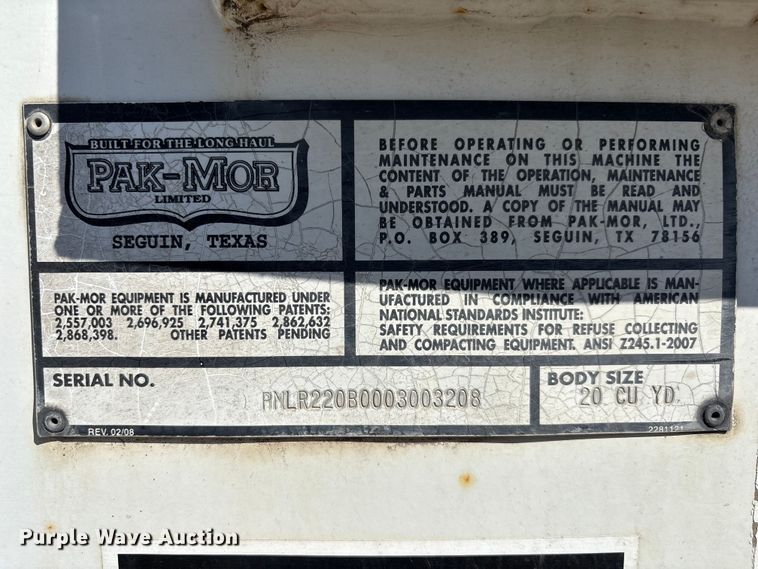 BUILT FOR THE LONG HAUL
PAK-MOR
LIMITED
SEGUIN, TEXAS
BEFORE OPERATING OR PERFORMING
MAINTENANCE ON THIS MACHINE THE
CONTENT OF THE OPERATION, MAINTENANCE
& PARTS MANUAL MUST BE READ AND
UNDERSTOOD. A COPY OF THE MANUAL MAY
BE OBTAINED FROM PAK-MOR, LTD.,
P.O. BOX 389, SEGUIN, TX 78156
PAK-MOR EQUIPMENT IS MANUFACTURED UNDER
ONE OR MORE OF THE FOLLOWING PATENTS:
2,557,003 2,696,925 2,741,375 2,862,632
2,868,398. OTHER PATENTS PENDING
PAK-MOR EQUIPMENT WHERE APPLICABLE IS MAN-
UFACTURED IN COMPLIANCE WITH AMERICAN
NATIONAL STANDARDS INSTITUTE:
SAFETY REQUIREMENTS FOR REFUSE COLLECTING
AND COMPACTING EQUIPMENT. ANSI Z245.1-2007
SERIAL NO.
RNLR220B0003003208
BODY SIZE
20 CU YD.
REV. 02/08
2281121
Purple Wave Auction